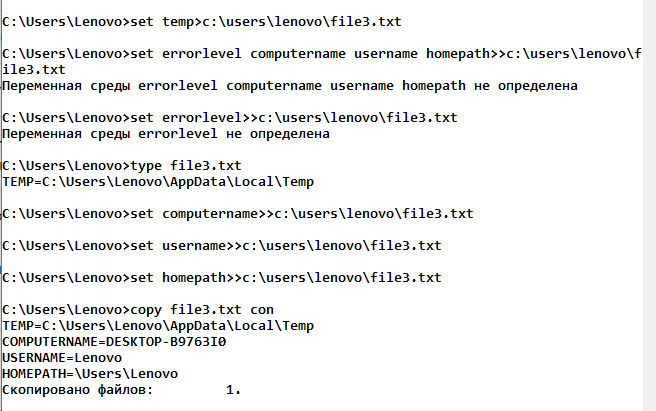 C:\Users\Lenovo>set temp>c:\users\lenovo\file3.txt
C:\Users\Lenovo>set errorlevel computername username homepath>>c:\users\lenovo\f
ile3.txt
Переменная среды errorlevel computername username homepath не определена
C:\Users\Lenovo>set errorlevel>>c:\users\lenovo\file3.txt
Переменная среды errorlevel не определена
C:\Users\Lenovo>type file3.txt
TEMP=C:\Users\Lenovo\AppData\Local\Temp
C:\Users\Lenovo>set computername>>c:\users\lenovo\file3.txt
C:\Users\Lenovo>set username>>c:\users\lenovo\file3.txt
C:\Users\Lenovo>set homepath>>c:\users\lenovo\file3.txt
C:\Users\Lenovo>copy file3.txt con
TEMP=C:\Users\Lenovo\AppData\Local\Temp
COMPUTERNAME=DESKTOP-B9763I0
USERNAME=Lenovo
HOMEPATH=\Users\Lenovo
Скопировано файлов:         1.